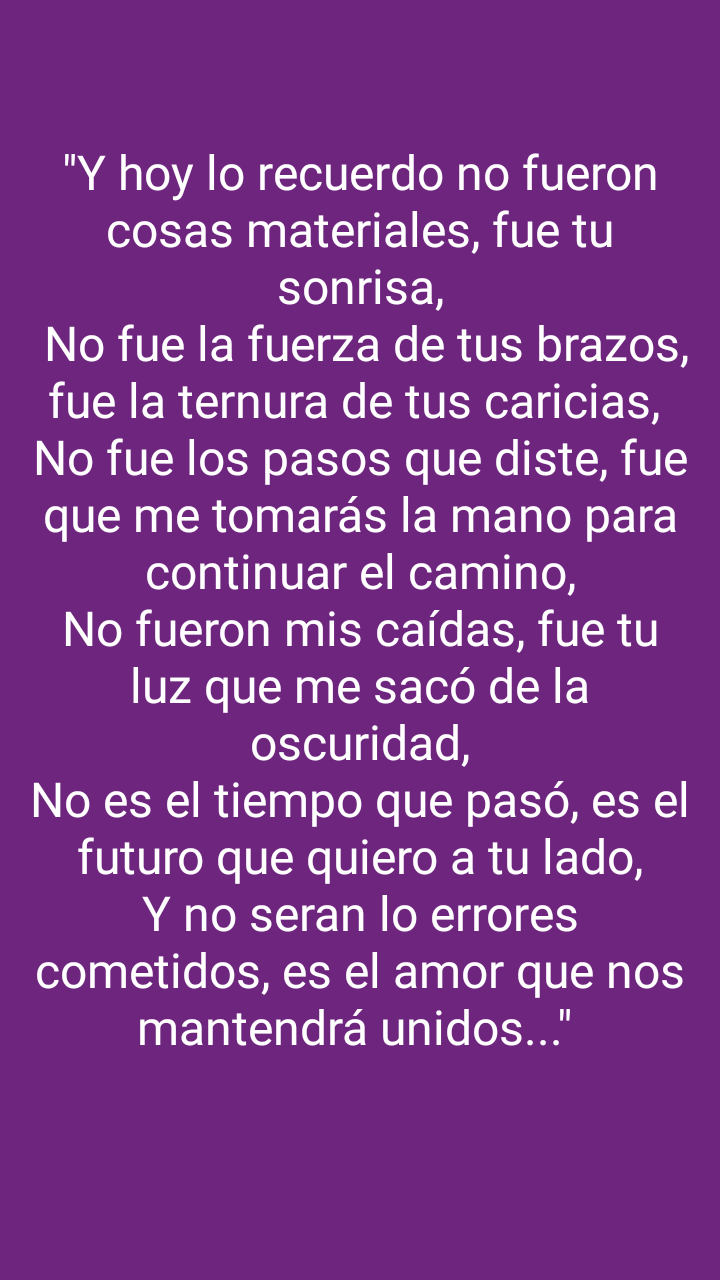 "Y hoy lo recuerdo no fueron
cosas materiales, fue tu
sonrisa,
No fue la fuerza de tus brazos,
fue la ternura de tus caricias,
No fue los pasos que diste, fue
que me tomarás la mano para
continuar el camino,
No fueron mis caídas, fue tu
luz que me sacó de la
oscuridad,
No es el tiempo que pasó, es el
futuro que quiero a tu lado,
Y no seran lo errores
cometidos, es el amor que nos
mantendrá unidos..."